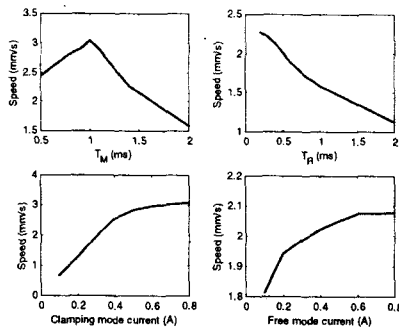 3.5
3
2.5
2
1.5
0.5 1 1.5 2
Speed (mm/s)
T_M (ms)
2.5
2
1.5
1
0 0.5 1 1.5 2
Speed (mm/s)
T_R (ms)
4
3
2
1
0
0 0.2 0.4 0.6 0.8
Speed (mm/s)
Clamping mode current (A)
2.2
2.1
2
1.9
1.8
0 0.2 0.4 0.6 0.8
Speed (mm/s)
Free mode current (A)